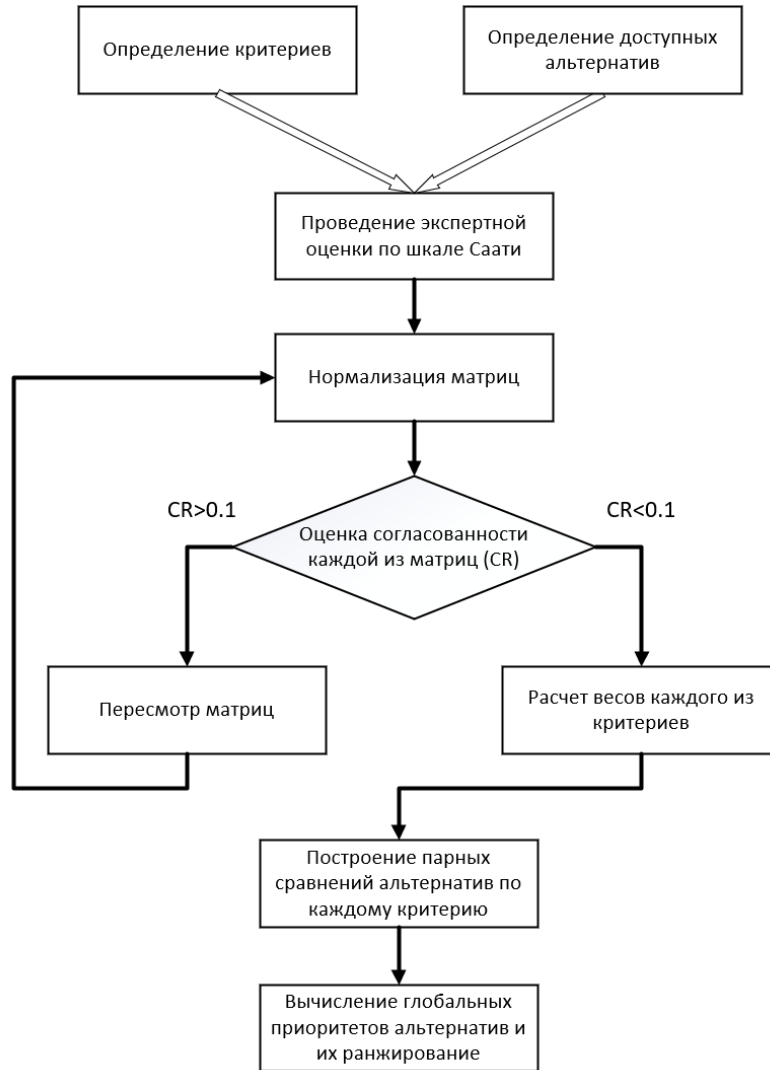 Определение критериев
Определение доступных
альтернатив
Проведение экспертной
оценки по шкале Саати
Нормализация матриц
CR>0.1
CR<0.1
Оценка согласованности
каждой из матриц (CR)
Пересмотр матриц
Расчет весов каждого из
критериев
Построение парных
сравнений альтернатив по
каждому критерию
Вычисление глобальных
приоритетов альтернатив и
их ранжирование